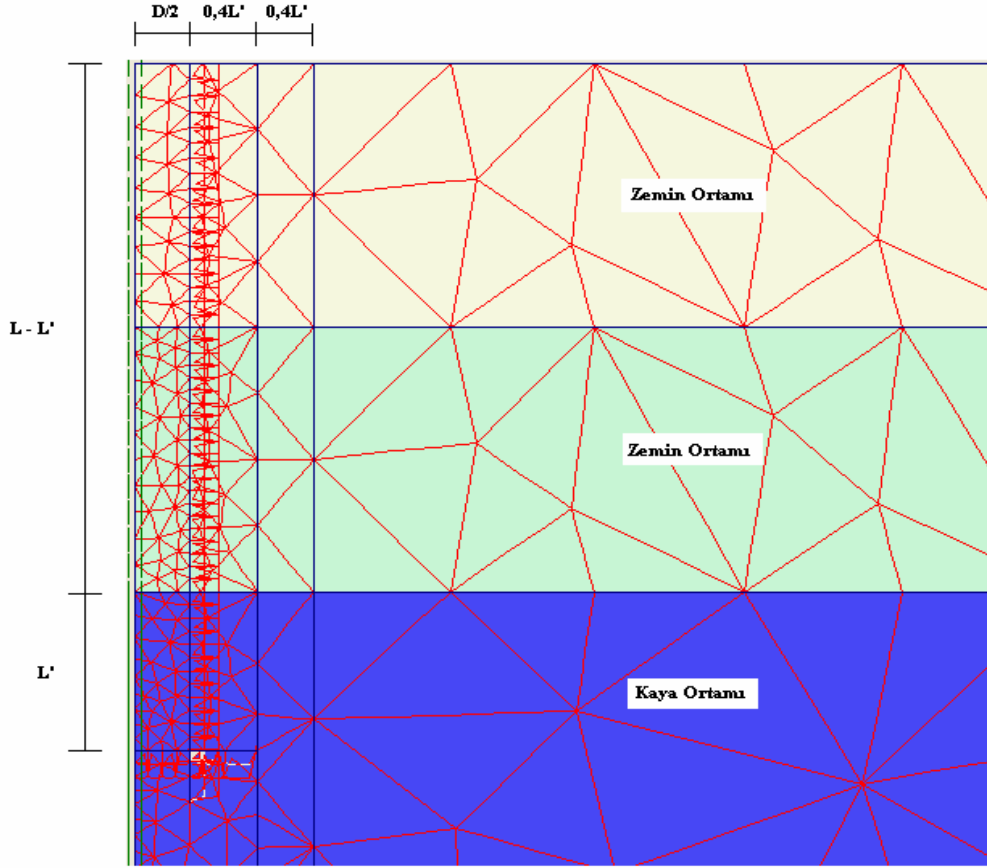 D/2 0,4L' 0,4L'
Zemin Ortamı
L - L'
Zemin Ortamı
L'
Kaya Ortamı